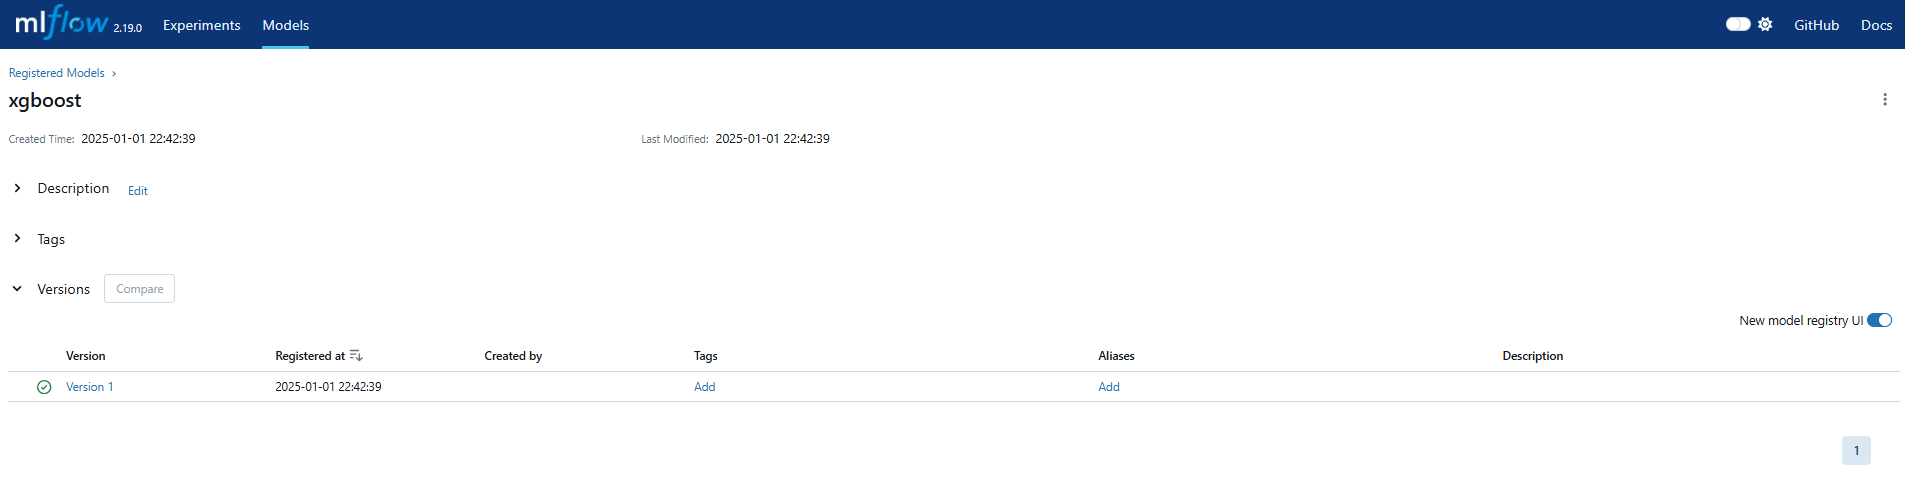 mlflow 2.19.0 Experiments Models GitHub Docs
Registered Models ›
xgboost
Created Time: 2025-01-01 22:42:39 Last Modified: 2025-01-01 22:42:39
Description Edit
Tags
Versions Compare
New model registry UI
Version Registered at Created by Tags Aliases Description
Version 1 2025-01-01 22:42:39 Add Add
1